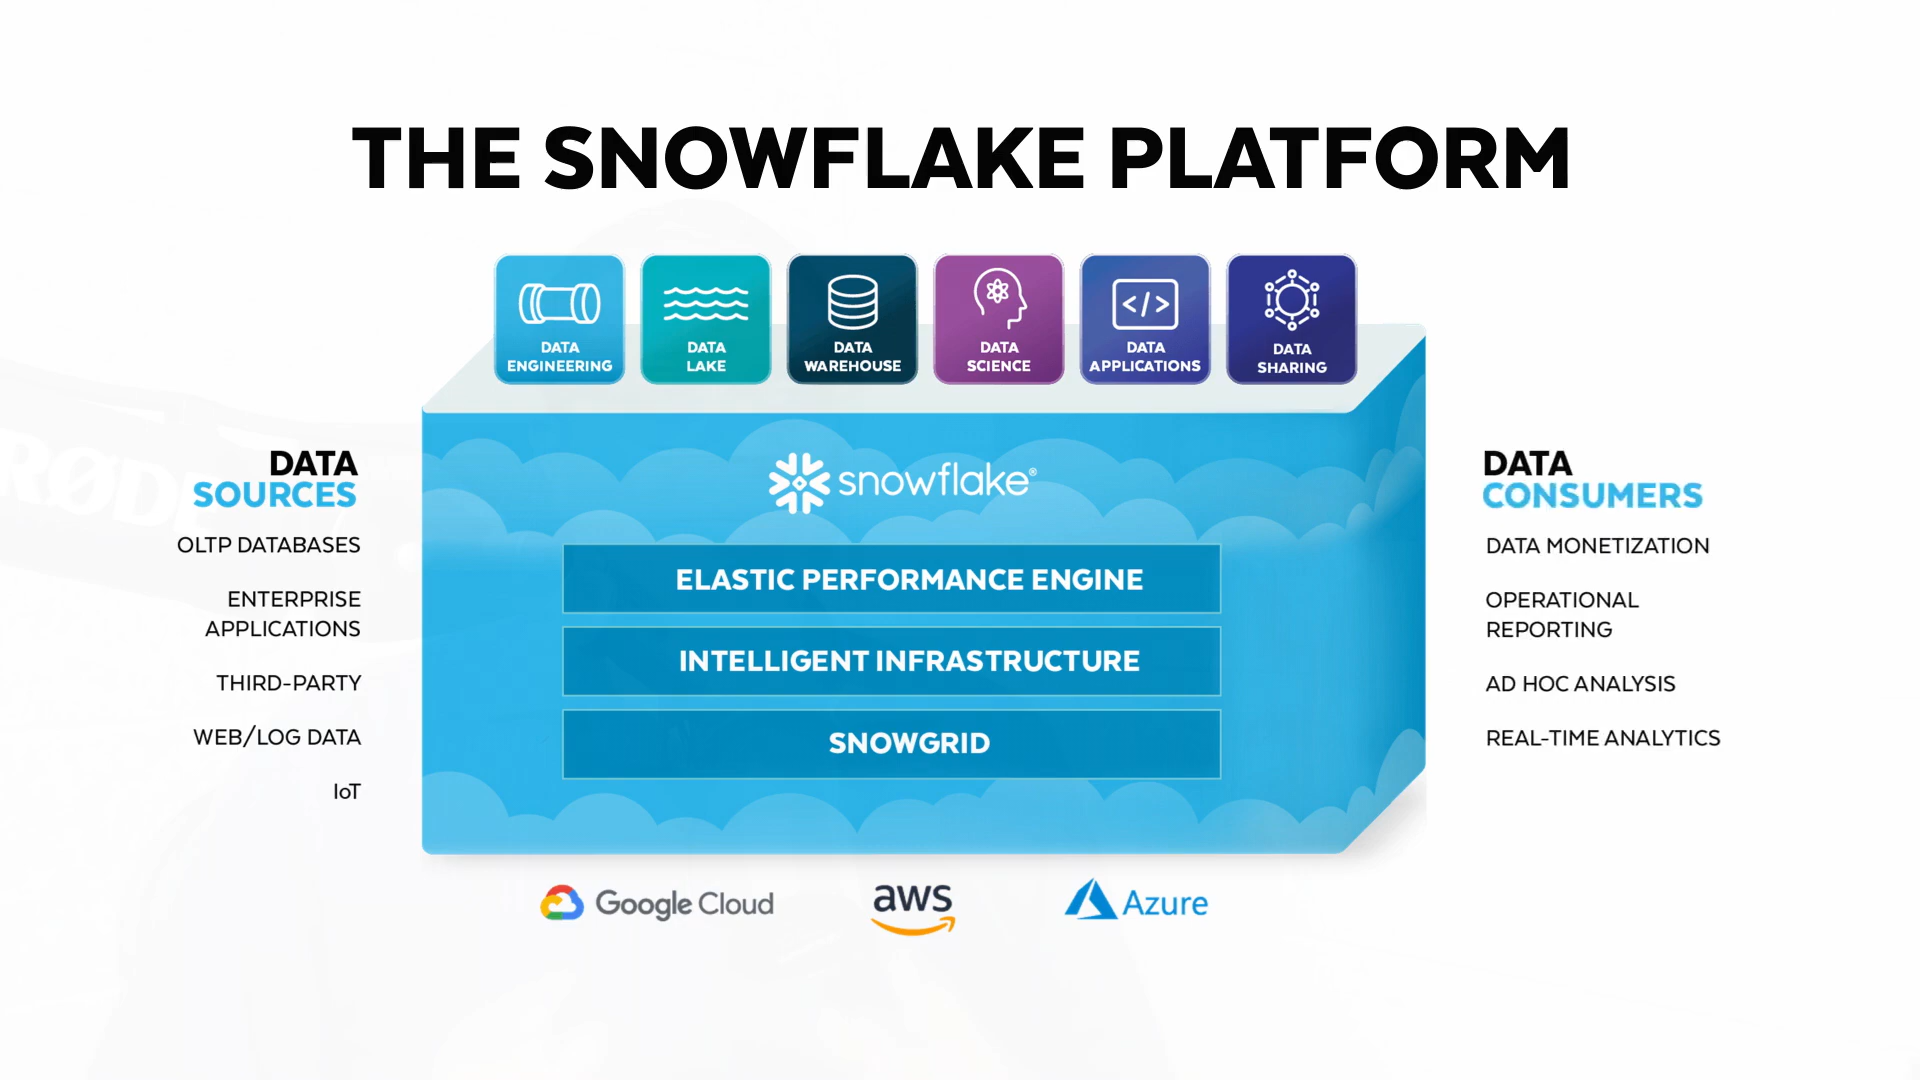 THE SNOWFLAKE PLATFORM
DATA
ENGINEERING
DATA
LAKE
DATA
WAREHOUSE
DATA
SCIENCE
</>
DATA
APPLICATIONS
DATA
SHARING
DATA
SOURCES
OLTP DATABASES
ENTERPRISE
APPLICATIONS
THIRD-PARTY
WEB/LOG DATA
IoT
snowflake®
ELASTIC PERFORMANCE ENGINE
INTELLIGENT INFRASTRUCTURE
SNOWGRID
DATA
CONSUMERS
DATA MONETIZATION
OPERATIONAL
REPORTING
AD HOC ANALYSIS
REAL-TIME ANALYTICS
Google Cloud
aws
Azure
RØDE